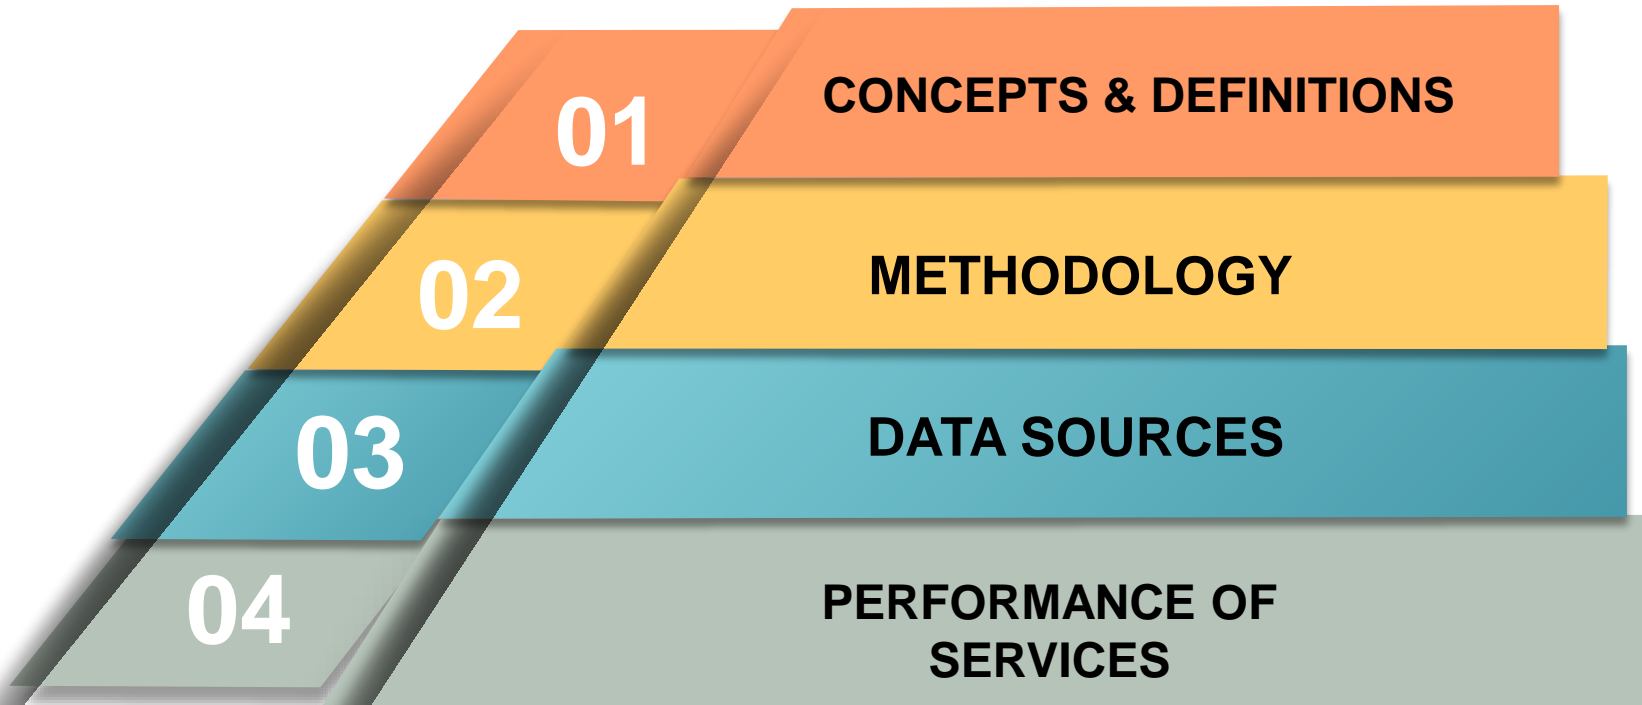 01
CONCEPTS & DEFINITIONS
02
METHODOLOGY
03
DATA SOURCES
04
PERFORMANCE OF
SERVICES